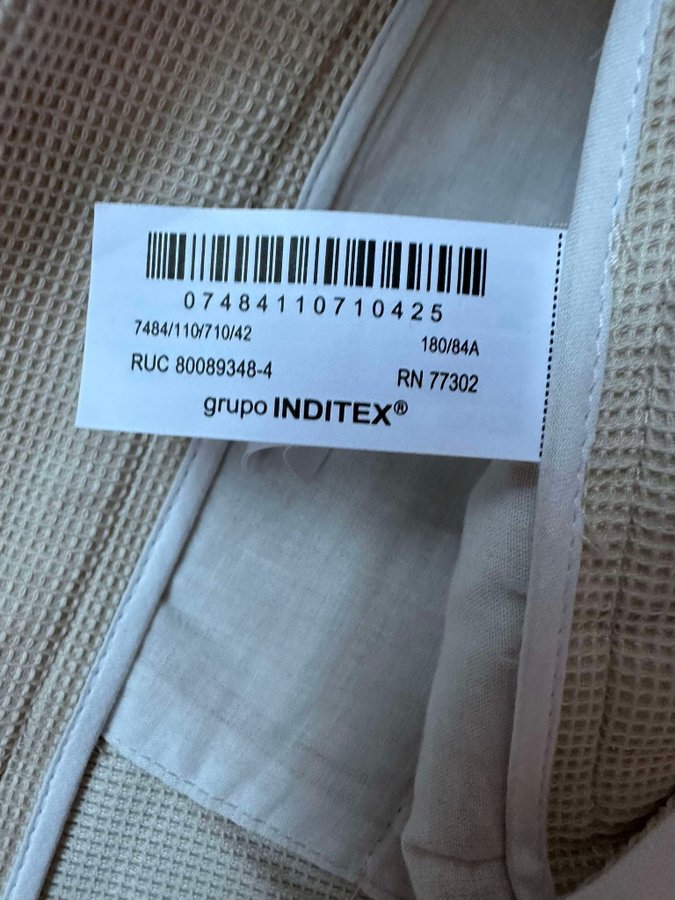 07484110710425
7484/110/710/42
180/84A
RUC 80089348-4
RN 77302
grupo INDITEX®